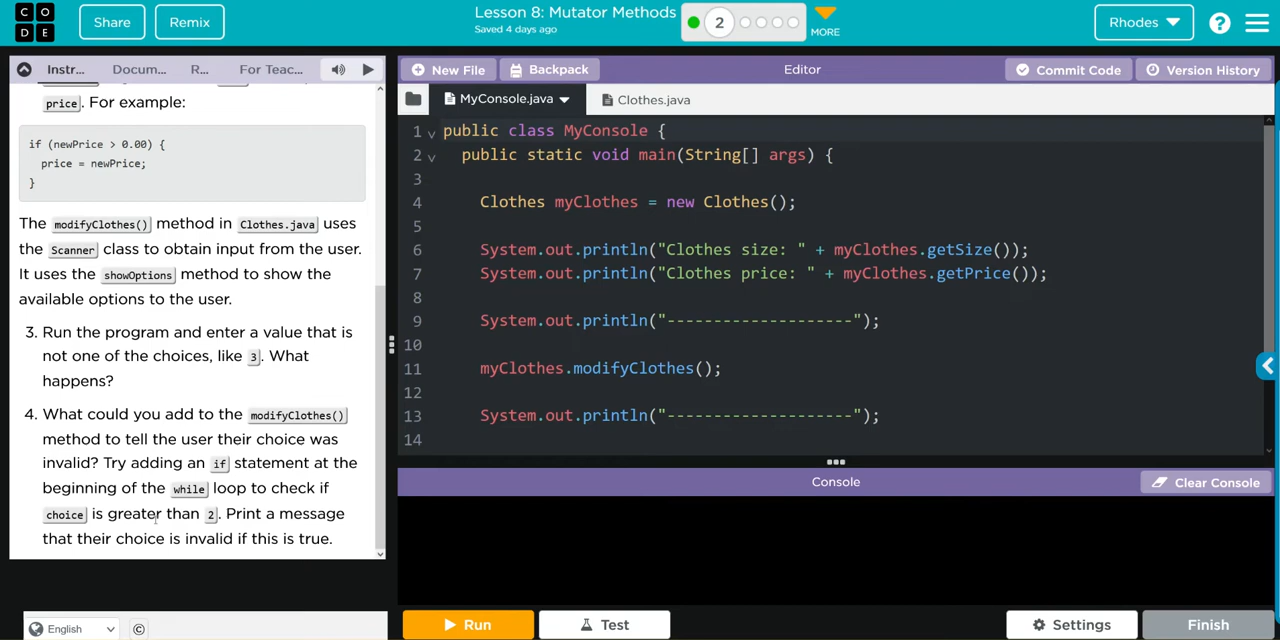 CODE
Share
Remix
Lesson 8: Mutator Methods
Saved 4 days ago
2
MORE
Rhodes
?
Instr...
Docum...
R...
For Teac...
price. For example:
if (newPrice > 0.00) {
price = newPrice;
}
The modifyClothes() method in Clothes.java uses
the Scanner class to obtain input from the user.
It uses the showOptions method to show the
available options to the user.
3. Run the program and enter a value that is
not one of the choices, like 3. What
happens?
4. What could you add to the modifyClothes()
method to tell the user their choice was
invalid? Try adding an if statement at the
beginning of the while loop to check if
choice is greater than 2. Print a message
that their choice is invalid if this is true.
English
©
New File
Backpack
Editor
Commit Code
Version History
MyConsole.java
Clothes.java
1 public class MyConsole {
2 public static void main(String[] args) {
3
4 Clothes myClothes = new Clothes();
5
6 System.out.println("Clothes size: " + myClothes.getSize());
7 System.out.println("Clothes price: " + myClothes.getPrice());
8
9 System.out.println("--------------------");
10
11 myClothes.modifyClothes();
12
13 System.out.println("--------------------");
14
Console
Clear Console
Run
Test
Settings
Finish